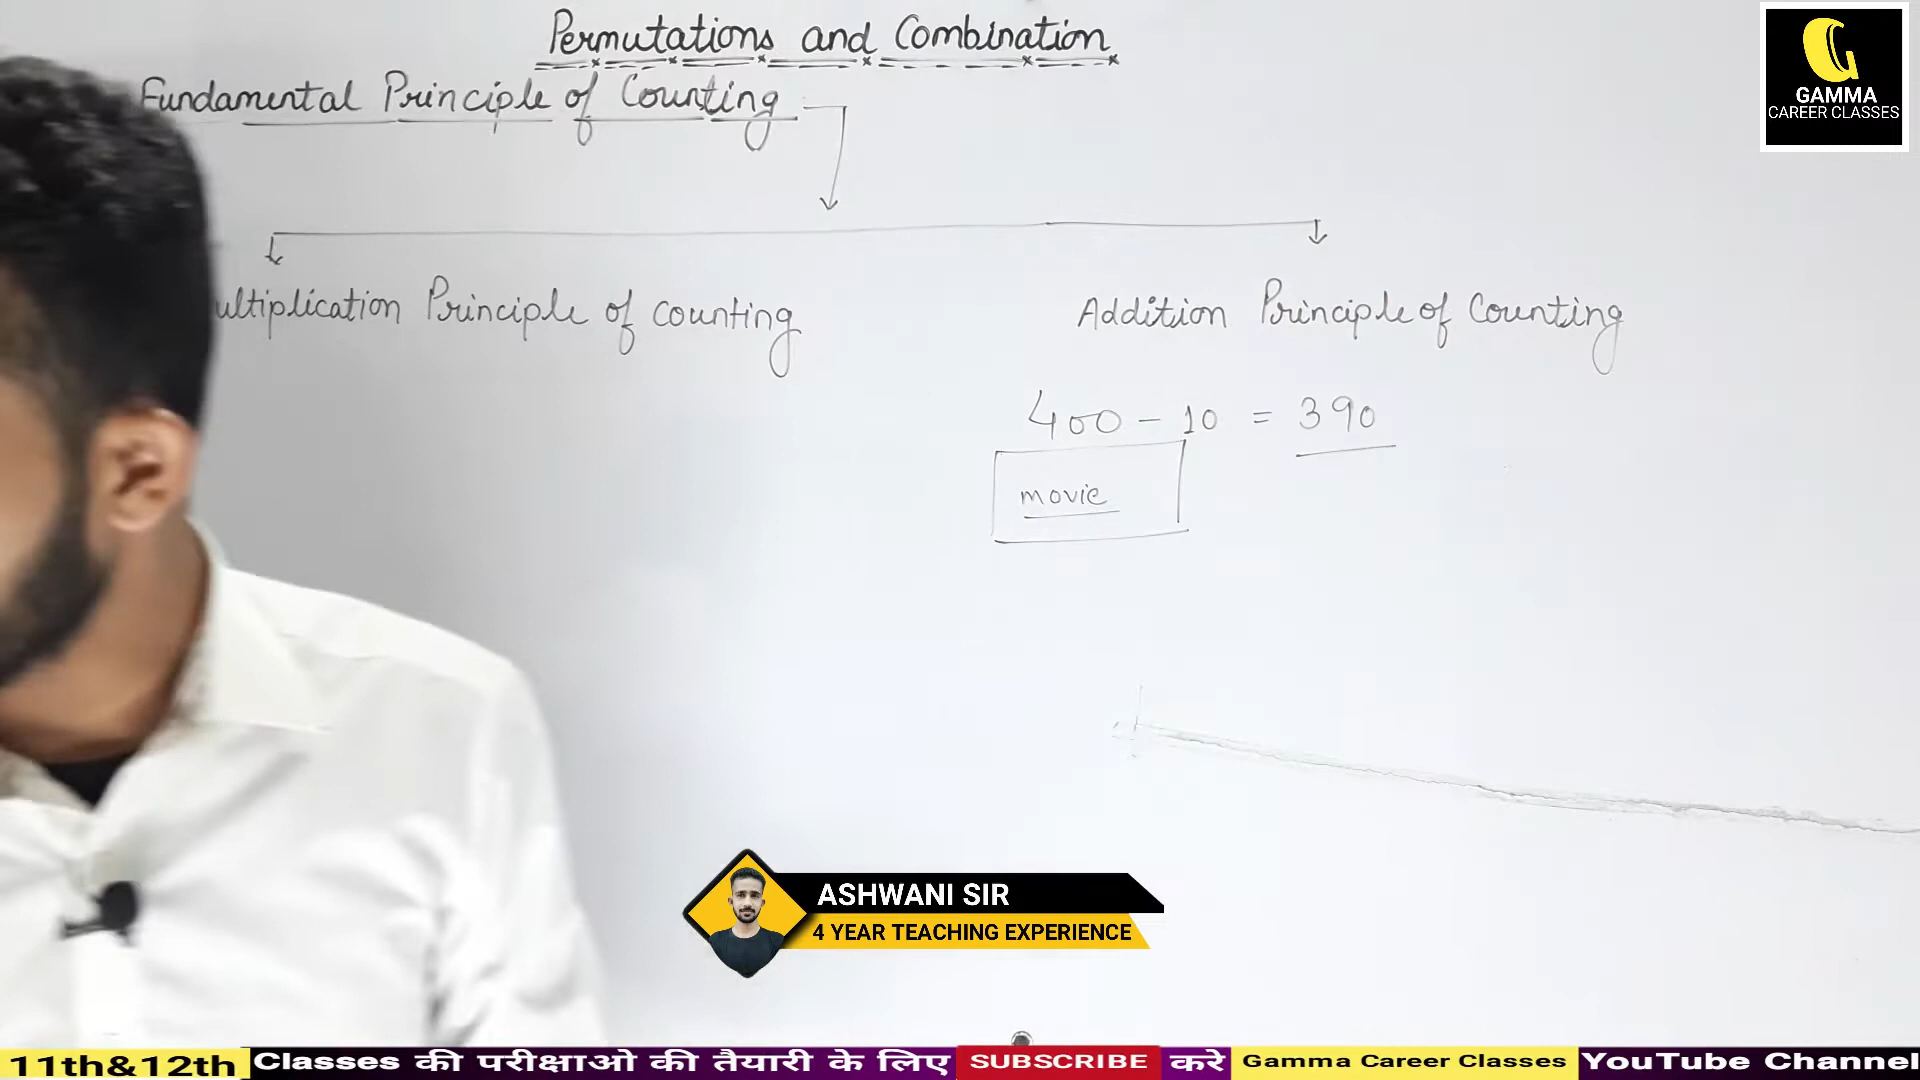 Permutations and Combination
Fundamental Principle of Counting
ultiplication Principle of counting
Addition Principle of Counting
400 - 10 = 390
movie
GAMMA
CAREER CLASSES
ASHWANI SIR
4 YEAR TEACHING EXPERIENCE
11th&12th Classes की परीक्षाओ की तैयारी के लिए SUBSCRIBE करे Gamma Career Classes YouTube Channel